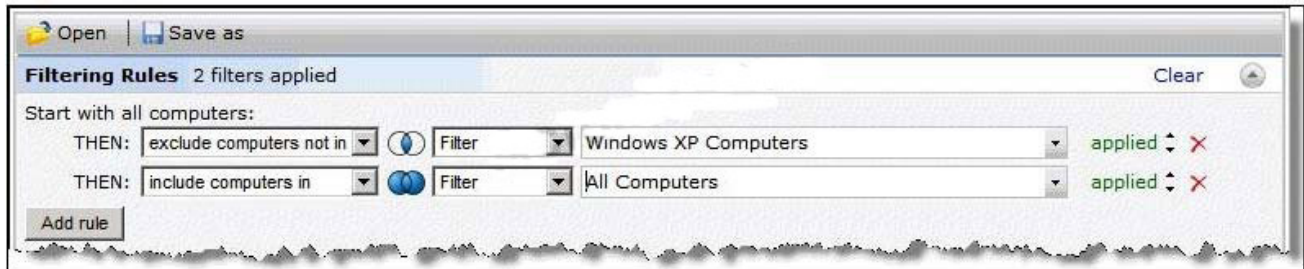 Open Save as
Filtering Rules 2 filters applied Clear
Start with all computers:
THEN: exclude computers not in Filter Windows XP Computers applied
THEN: include computers in Filter All Computers applied
Add rule